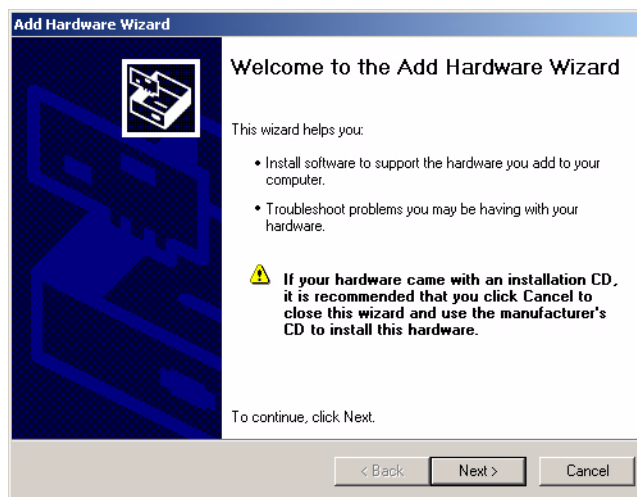 Add Hardware Wizard
Welcome to the Add Hardware Wizard
This wizard helps you:
• Install software to support the hardware you add to your
computer.
• Troubleshoot problems you may be having with your
hardware.
If your hardware came with an installation CD,
it is recommended that you click Cancel to
close this wizard and use the manufacturer's
CD to install this hardware.
To continue, click Next.
< Back Next > Cancel